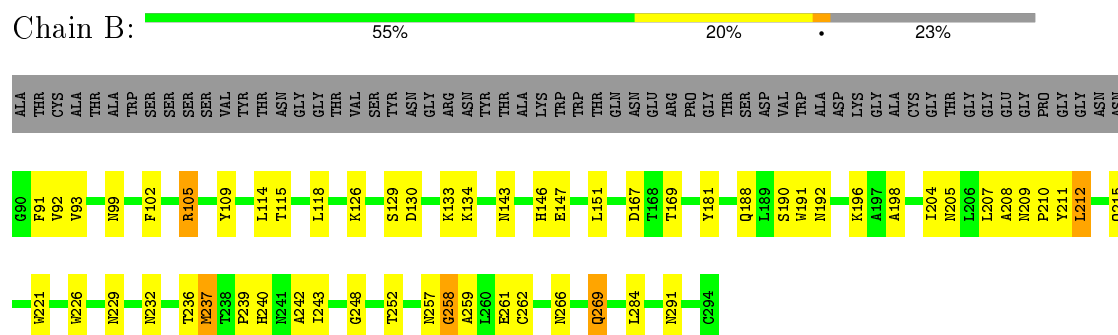 Chain B:
55% 20% • 23%
ALA THR CYS ALA THR ALA TRP SER SER SER SER VAL TYR THR ASN GLY GLY THR VAL SER TYR ASN GLY ARG ASN TYR THR ALA LYS TRP TRP THR GLN ASN GLU ARG PRO GLY THR SER ASP VAL TRP ALA ASP LYS GLY ALA CYS GLY THR GLY GLY GLU GLY PRO GLY GLY ASN ASN
G90 F91 V92 V93 N99 F102 R105 Y109 L114 T115 L118 K126 S129 D130 K133 K134 N143 H146 E147 L151 D167 T168 T169 Y181 Q188 L189 S190 W191 N192 K196 A197 A198 I204 N205 L206 L207 A208 N209 P210 Y211 L212
W221 W226 N229 N232 T236 M237 T238 P239 H240 N241 A242 I243 G248 T252 N257 G258 A259 L260 E261 C262 N266 Q269 L284 N291 C294